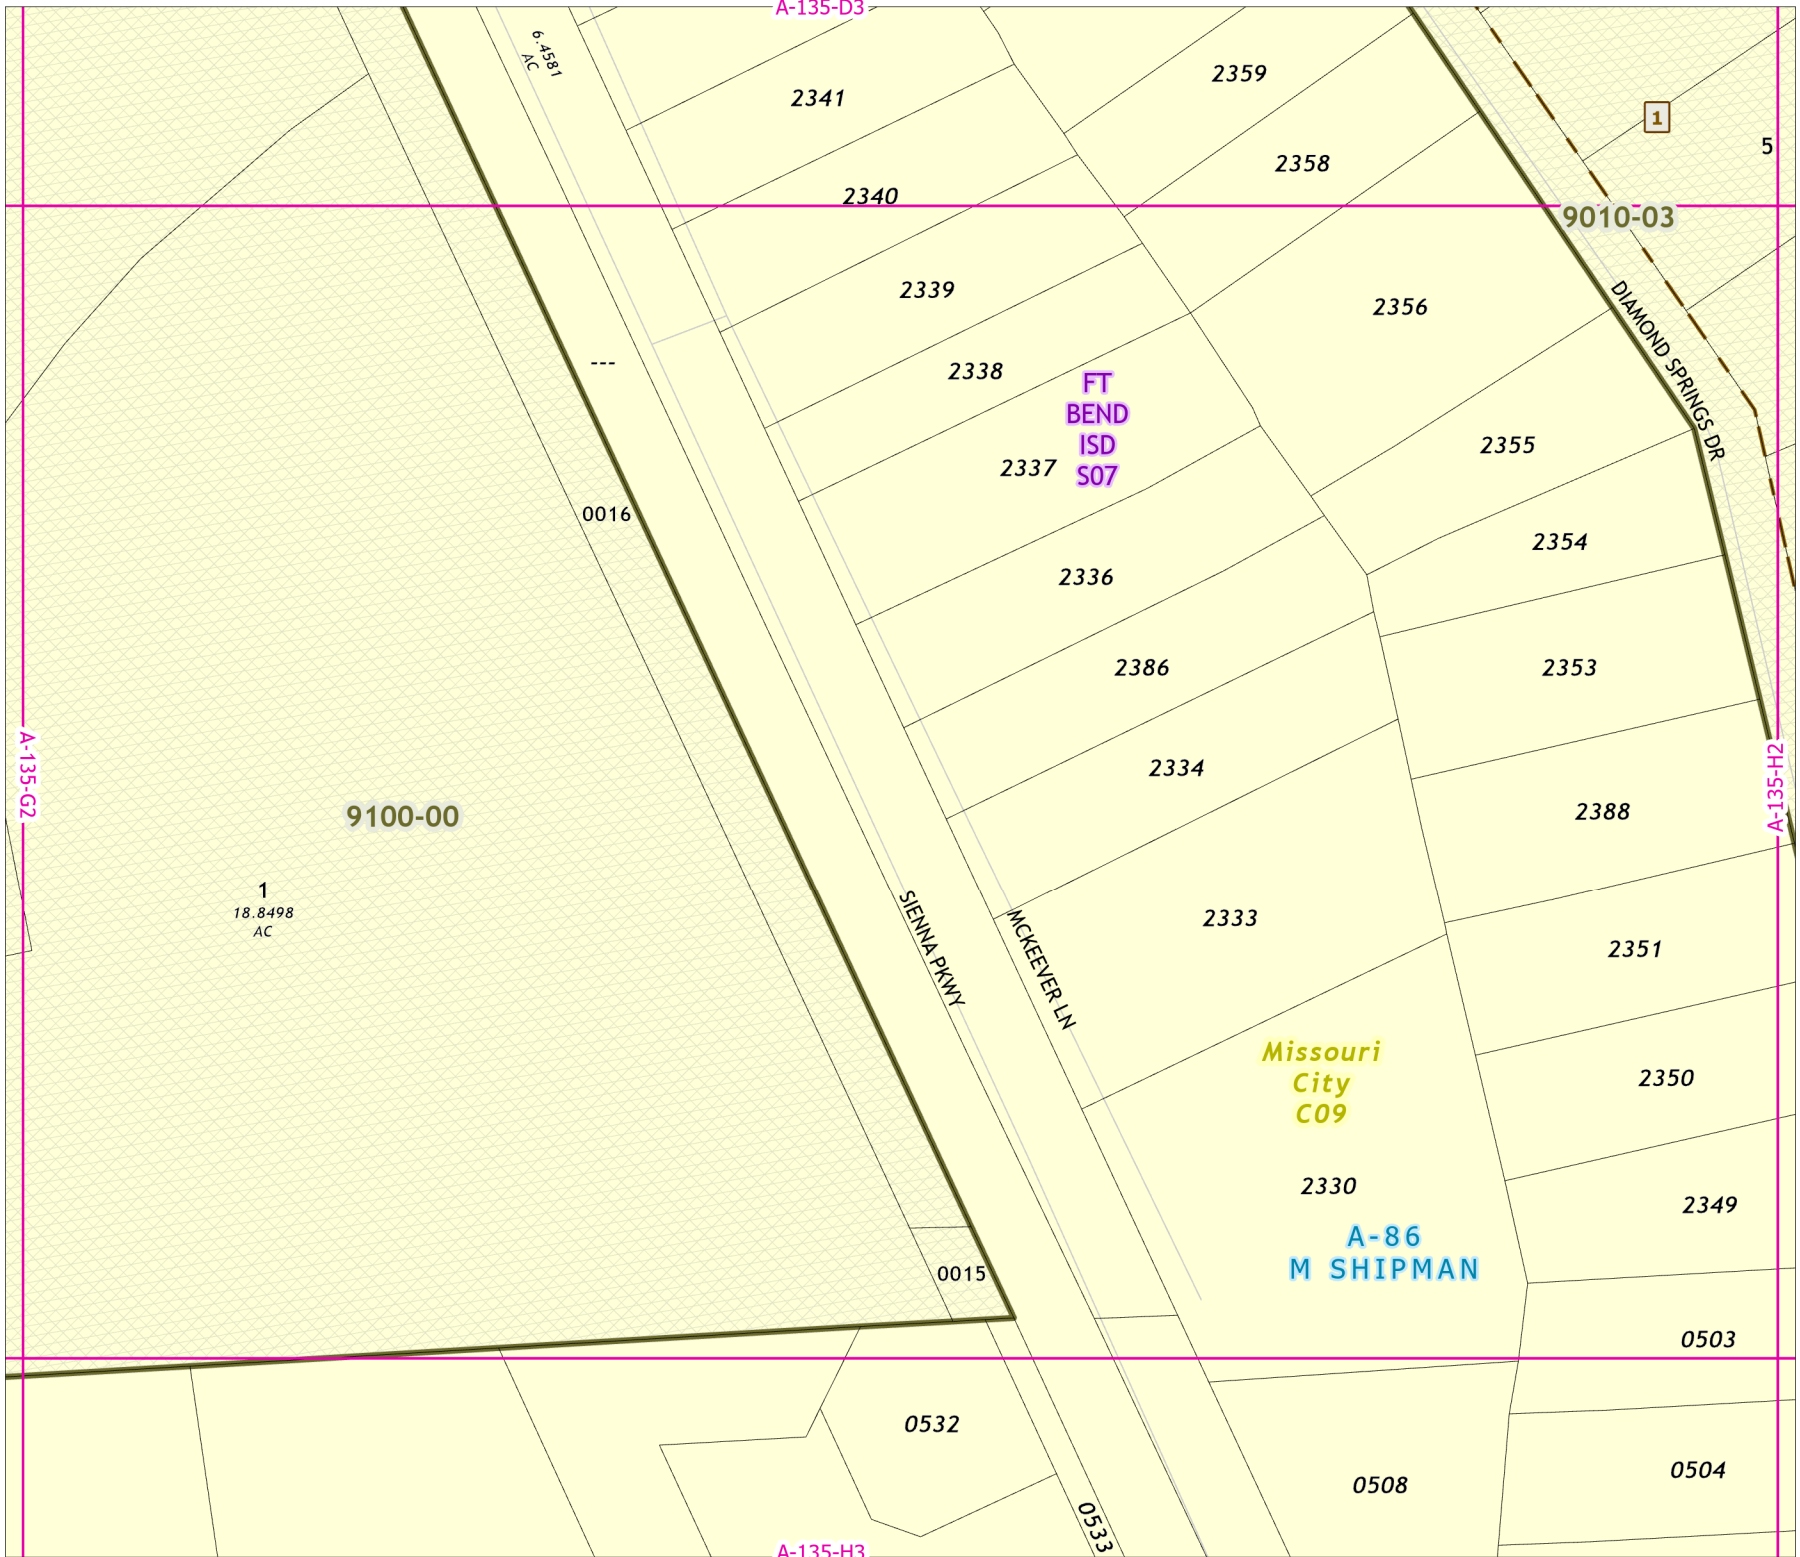 A-135-D3
6.4581
AC
2341
2359
1
5
2358
2340
9010-03
2339
2356
DIAMOND SPRINGS DR
---
2338
FT
BEND
ISD
S07
2337
2355
0016
2354
2336
2386
2353
A-135-G2
2334
A-135-H2
2388
9100-00
1
18.8498
AC
2333
SIENNA PKWY
MCKEEVER LN
2351
Missouri
City
C09
2350
2330
2349
A-86
M SHIPMAN
0015
0503
0532
0508
0504
0533
A-135-H3